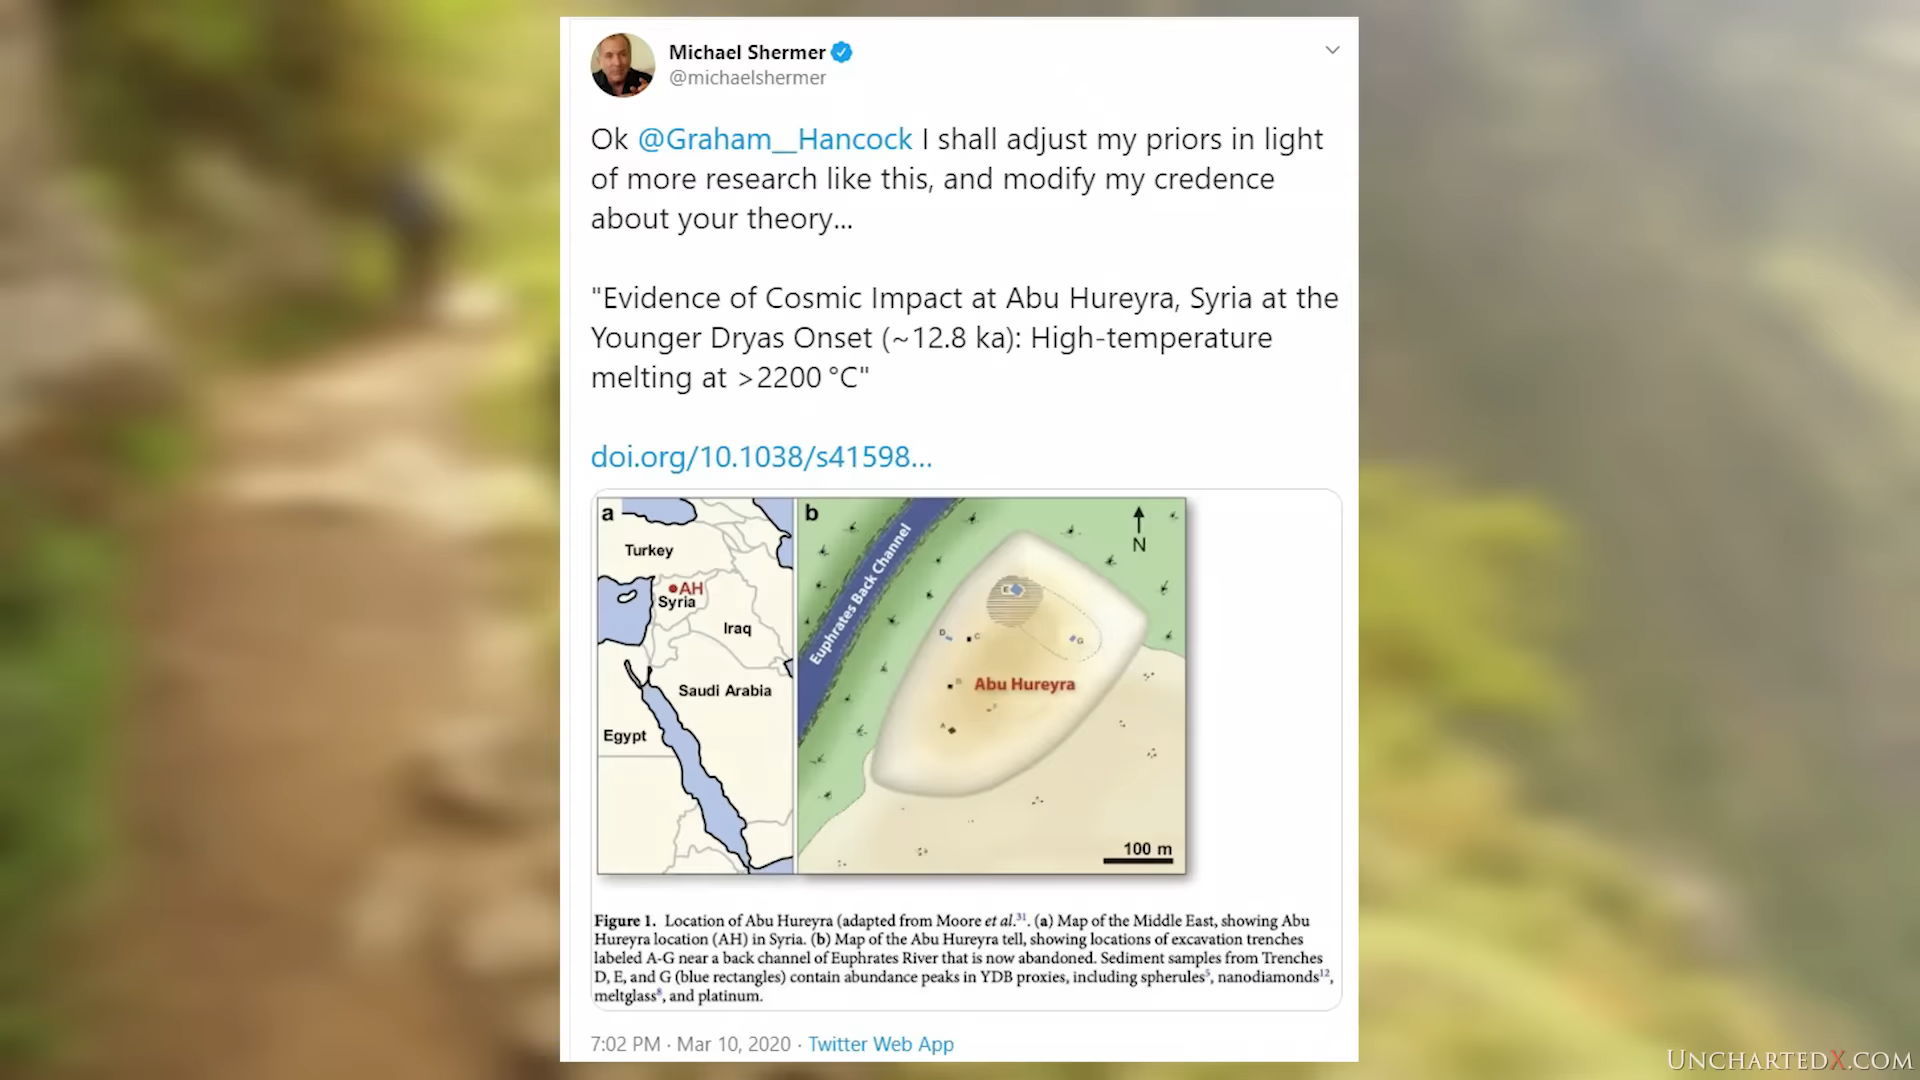 Michael Shermer
@michaelshermer
Ok @Graham__Hancock I shall adjust my priors in light
of more research like this, and modify my credence
about your theory...
"Evidence of Cosmic Impact at Abu Hureyra, Syria at the
Younger Dryas Onset (~12.8 ka): High-temperature
melting at >2200 °C"
doi.org/10.1038/s41598...
a
Turkey
AH
Syria
Iraq
Saudi Arabia
Egypt
b
Euphrates Back Channel
N
E
D
C
G
B
Abu Hureyra
F
A
100 m
Figure 1. Location of Abu Hureyra (adapted from Moore et al.31. (a) Map of the Middle East, showing Abu
Hureyra location (AH) in Syria. (b) Map of the Abu Hureyra tell, showing locations of excavation trenches
labeled A-G near a back channel of Euphrates River that is now abandoned. Sediment samples from Trenches
D, E, and G (blue rectangles) contain abundance peaks in YDB proxies, including spherules5, nanodiamonds12,
meltglass8, and platinum.
7:02 PM · Mar 10, 2020 · Twitter Web App
UNCHARTEDX.COM